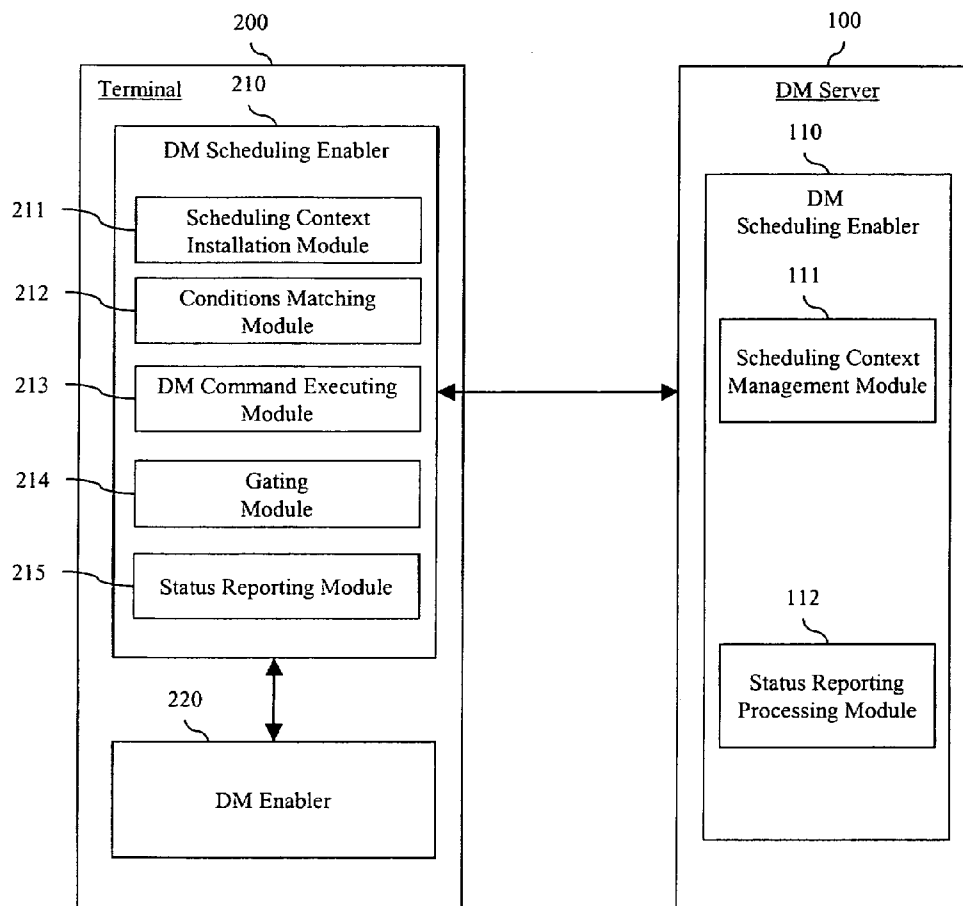 200
100
Terminal
210
DM Scheduling Enabler
211
Scheduling Context
Installation Module
212
Conditions Matching
Module
213
DM Command Executing
Module
214
Gating
Module
215
Status Reporting Module
220
DM Enabler
DM Server
110
DM
Scheduling Enabler
111
Scheduling Context
Management Module
112
Status Reporting
Processing Module